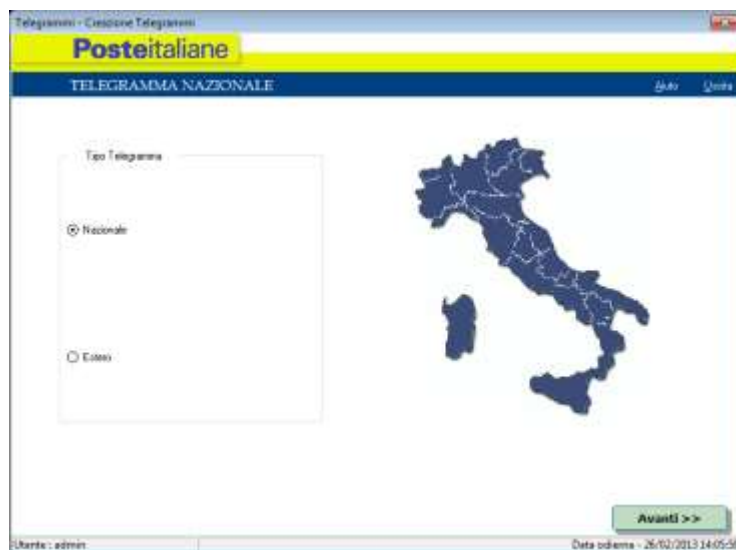 Telegrammi - Creazione Telegrammi
Posteitaliane
TELEGRAMMA NAZIONALE
Aiuto Uscita
Tipo Telegramma
Nazionale
Estero
Avanti >>
Utente : admin
Data odierna - 26/02/2013 14:05:5